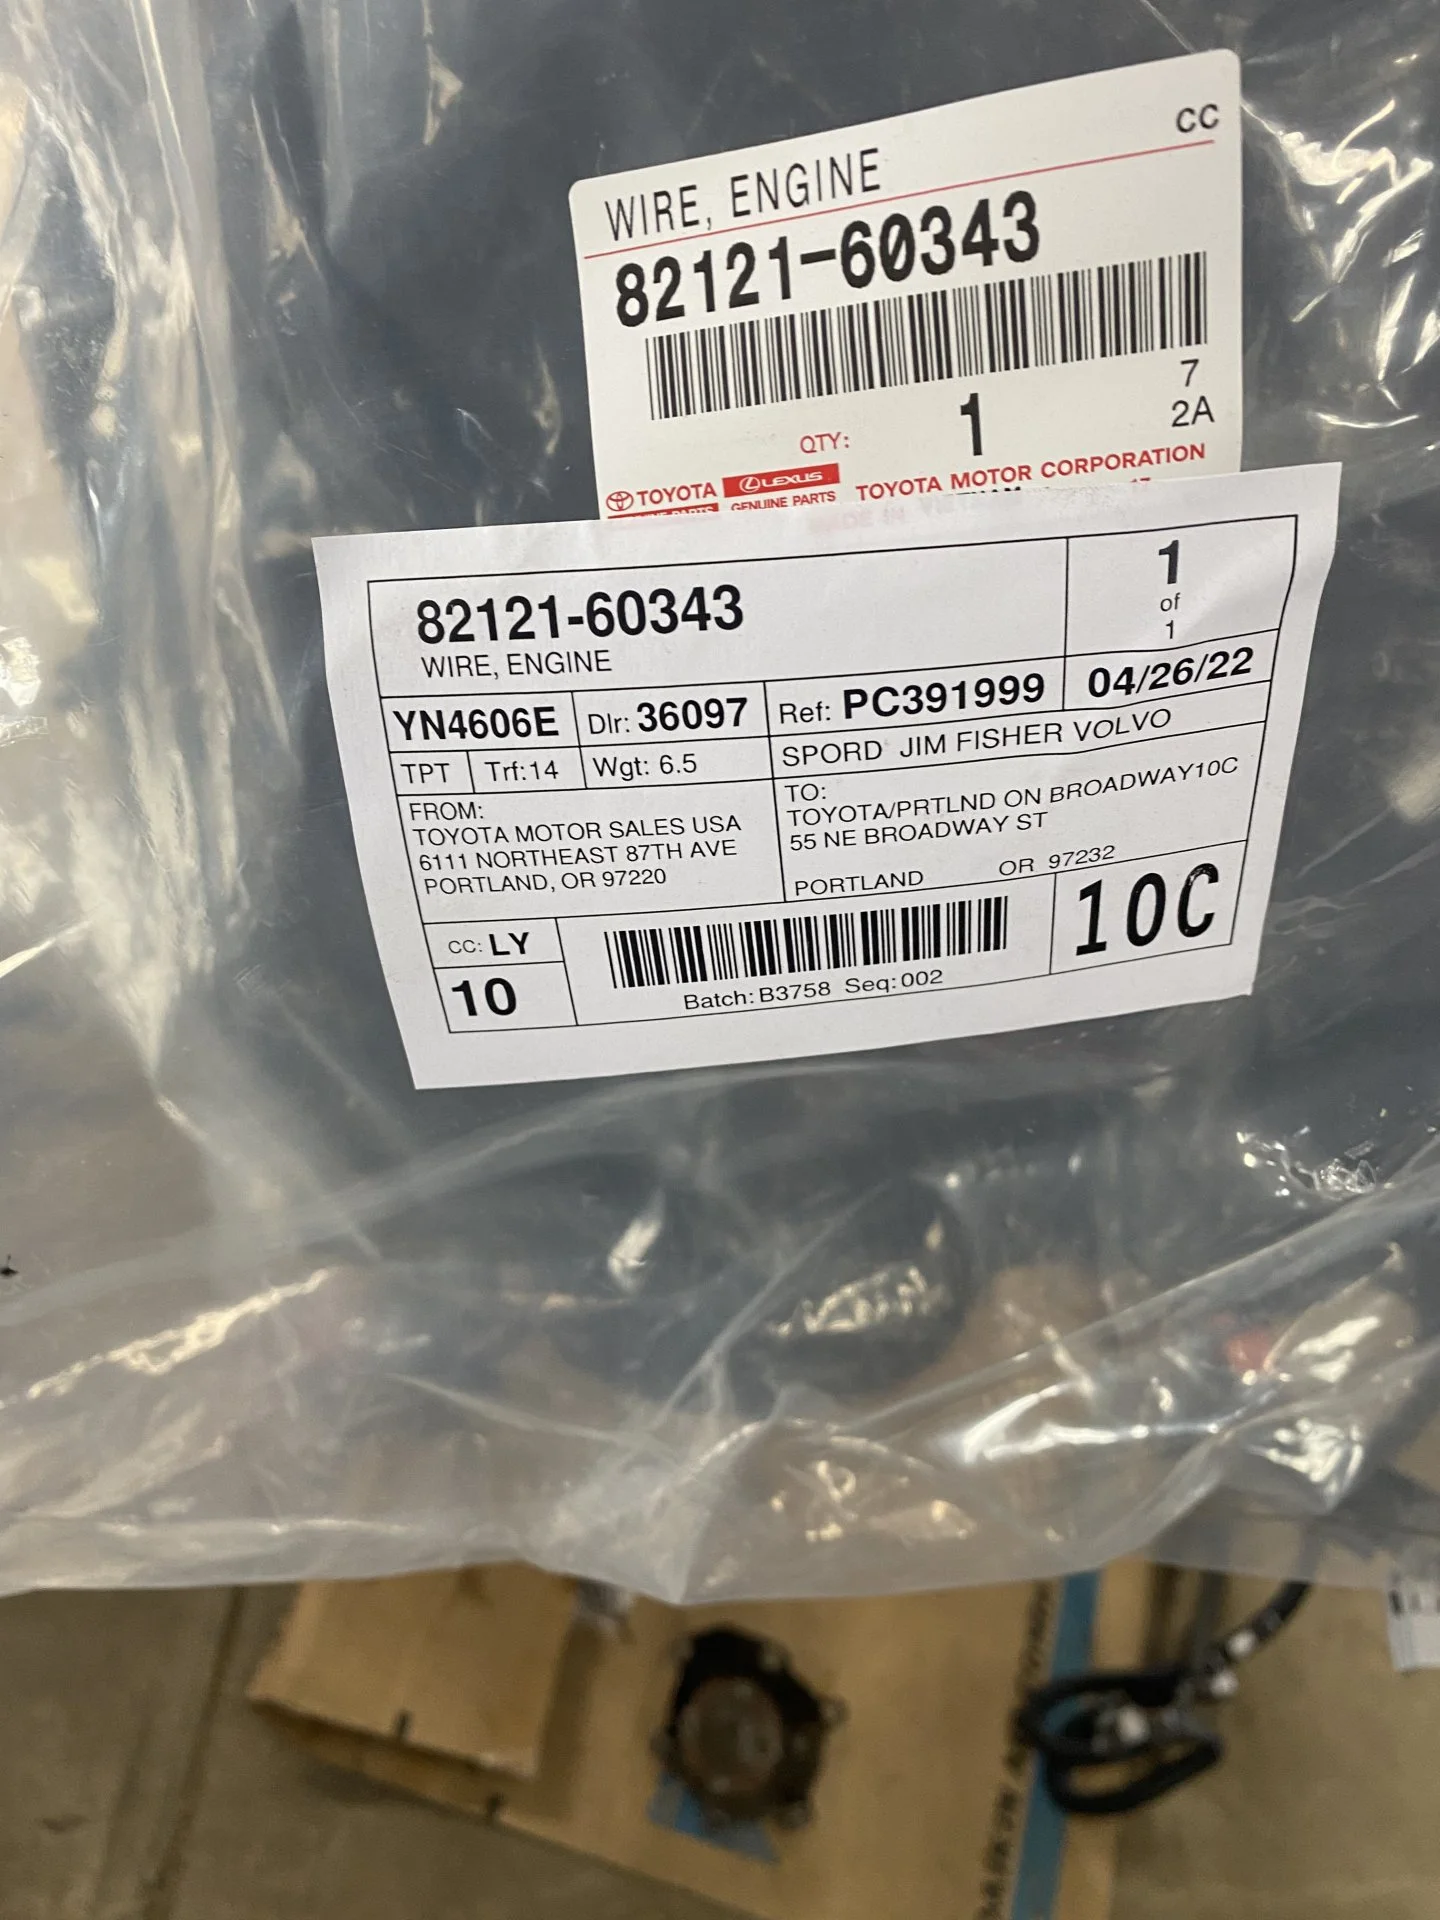 CC
WIRE, ENGINE
82121-60343
7
QTY: 1 2A
TOYOTA LEXUS
GENUINE PARTS TOYOTA MOTOR CORPORATION
82121-60343
WIRE, ENGINE
1
of
1
YN4606E Dlr: 36097 Ref: PC391999 04/26/22
TPT Trf:14 Wgt: 6.5 SPORD JIM FISHER VOLVO
FROM:
TOYOTA MOTOR SALES USA
6111 NORTHEAST 87TH AVE
PORTLAND, OR 97220
TO:
TOYOTA/PRTLND ON BROADWAY10C
55 NE BROADWAY ST
PORTLAND OR 97232
CC: LY
10
Batch: B3758 Seq: 002
10C